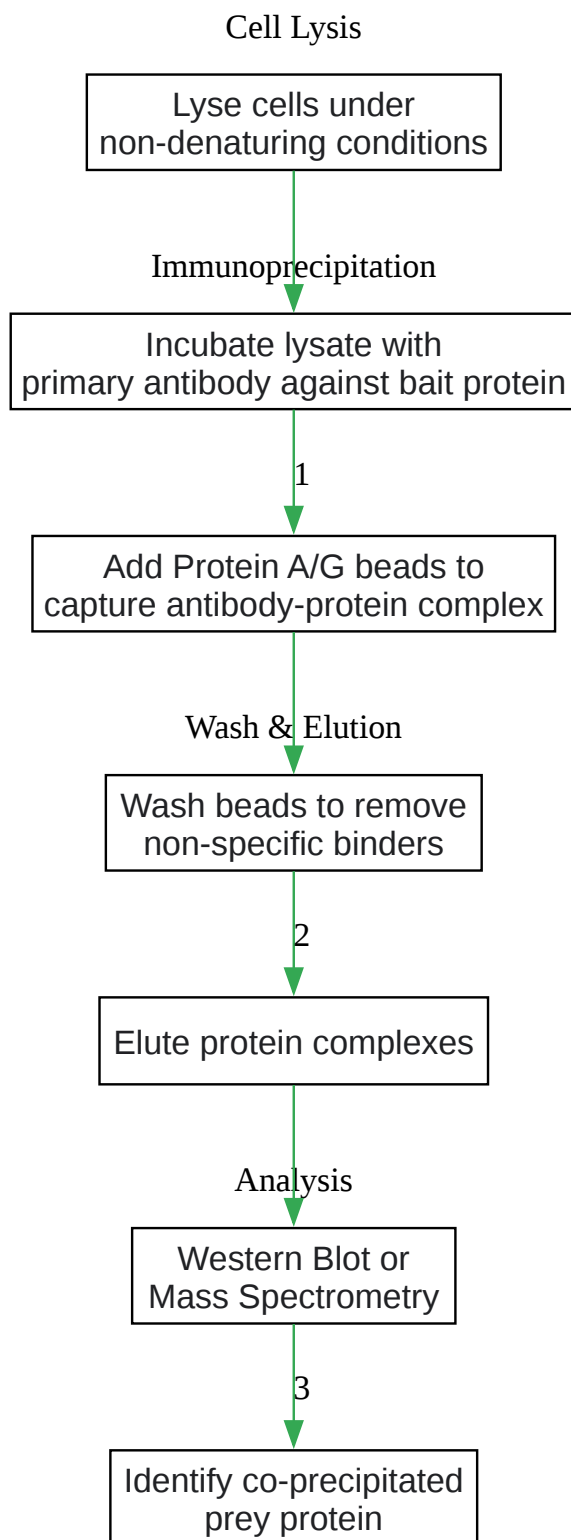 Cell Lysis
Lyse cells under
non-denaturing conditions
Immunoprecipitation
Incubate lysate with
primary antibody against bait protein
1
Add Protein A/G beads to
capture antibody-protein complex
Wash & Elution
Wash beads to remove
non-specific binders
2
Elute protein complexes
Analysis
Western Blot or
Mass Spectrometry
3
Identify co-precipitated
prey protein